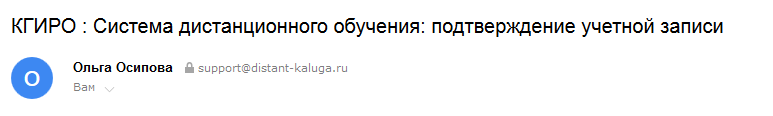 КГИРО : Система дистанционного обучения: подтверждение учетной записи
О
Ольга Осипова support@distant-kaluga.ru
Вам